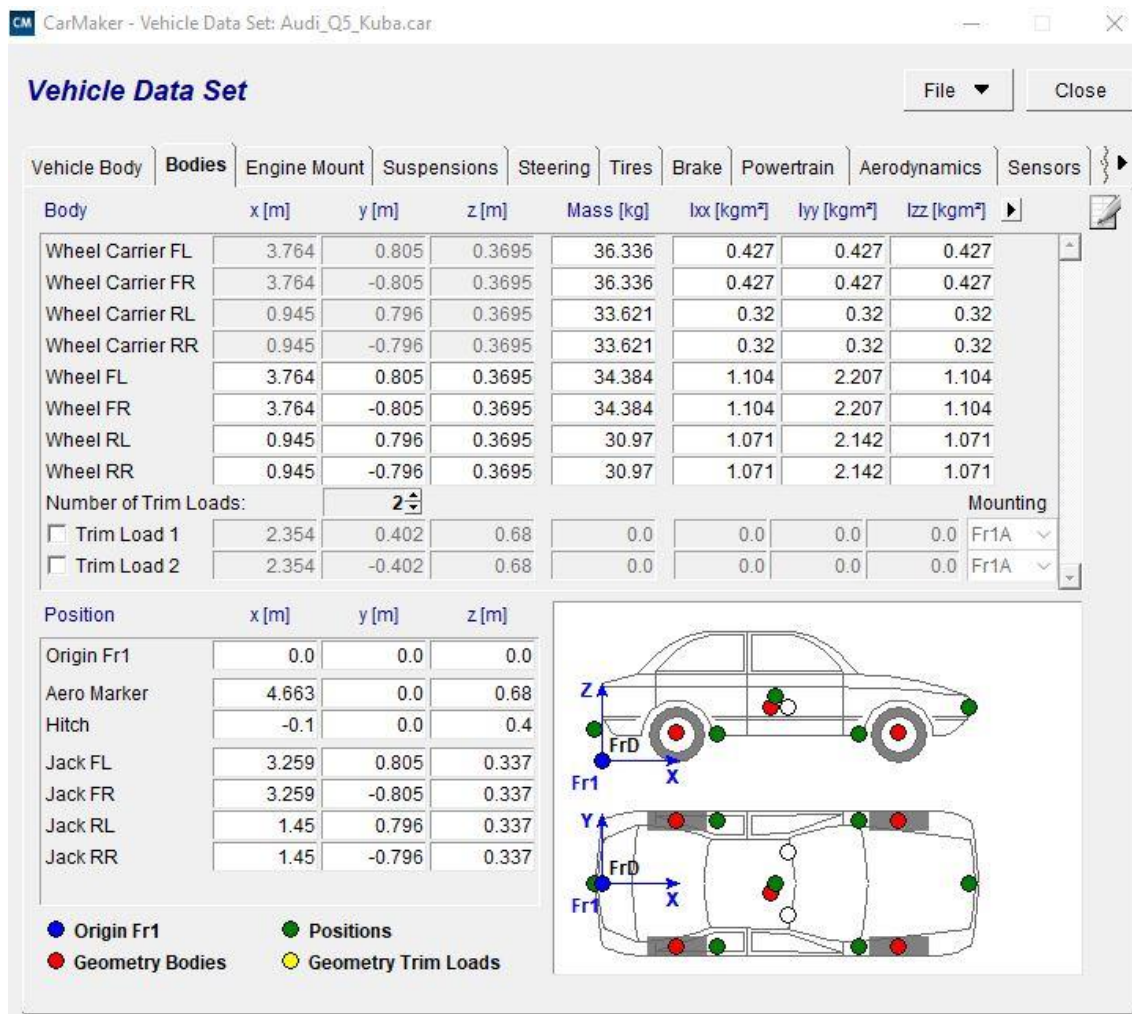 CM CarMaker - Vehicle Data Set: Audi_Q5_Kuba.car
Vehicle Data Set
File Close
Vehicle Body Bodies Engine Mount Suspensions Steering Tires Brake Powertrain Aerodynamics Sensors
Body x [m] y [m] z [m] Mass [kg] Ixx [kgm²] Iyy [kgm²] Izz [kgm²]
Wheel Carrier FL 3.764 0.805 0.3695 36.336 0.427 0.427 0.427
Wheel Carrier FR 3.764 -0.805 0.3695 36.336 0.427 0.427 0.427
Wheel Carrier RL 0.945 0.796 0.3695 33.621 0.32 0.32 0.32
Wheel Carrier RR 0.945 -0.796 0.3695 33.621 0.32 0.32 0.32
Wheel FL 3.764 0.805 0.3695 34.384 1.104 2.207 1.104
Wheel FR 3.764 -0.805 0.3695 34.384 1.104 2.207 1.104
Wheel RL 0.945 0.796 0.3695 30.97 1.071 2.142 1.071
Wheel RR 0.945 -0.796 0.3695 30.97 1.071 2.142 1.071
Number of Trim Loads: 2 Mounting
Trim Load 1 2.354 0.402 0.68 0.0 0.0 0.0 0.0 Fr1A
Trim Load 2 2.354 -0.402 0.68 0.0 0.0 0.0 0.0 Fr1A
Position x [m] y [m] z [m]
Origin Fr1 0.0 0.0 0.0
Aero Marker 4.663 0.0 0.68
Hitch -0.1 0.0 0.4
Jack FL 3.259 0.805 0.337
Jack FR 3.259 -0.805 0.337
Jack RL 1.45 0.796 0.337
Jack RR 1.45 -0.796 0.337
Z
FrD
Fr1 X
Y
FrD
Fr1 X
Origin Fr1 Positions
Geometry Bodies Geometry Trim Loads